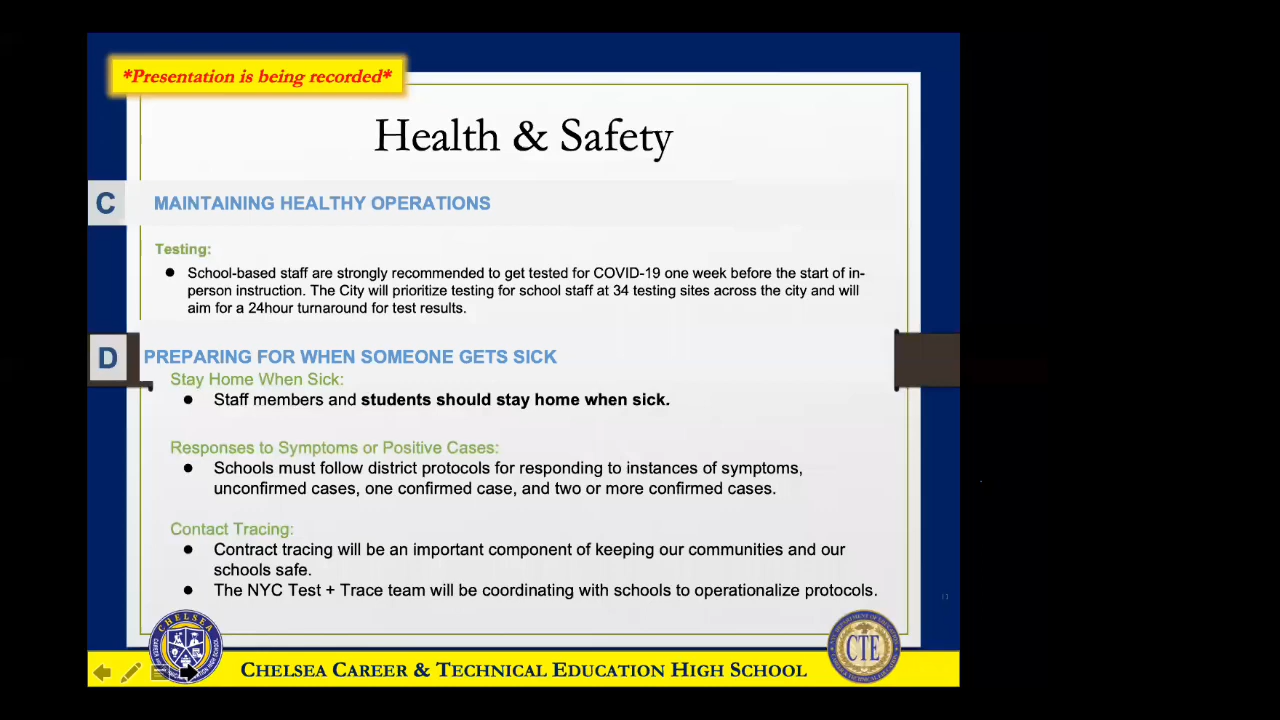 *Presentation is being recorded*
Health & Safety
C
MAINTAINING HEALTHY OPERATIONS
Testing:
● School-based staff are strongly recommended to get tested for COVID-19 one week before the start of in-
person instruction. The City will prioritize testing for school staff at 34 testing sites across the city and will
aim for a 24hour turnaround for test results.
D
PREPARING FOR WHEN SOMEONE GETS SICK
Stay Home When Sick:
● Staff members and students should stay home when sick.
Responses to Symptoms or Positive Cases:
● Schools must follow district protocols for responding to instances of symptoms,
unconfirmed cases, one confirmed case, and two or more confirmed cases.
Contact Tracing:
● Contract tracing will be an important component of keeping our communities and our
schools safe.
● The NYC Test + Trace team will be coordinating with schools to operationalize protocols.
CHELSEA
CTE
CHELSEA CAREER & TECHNICAL EDUCATION HIGH SCHOOL